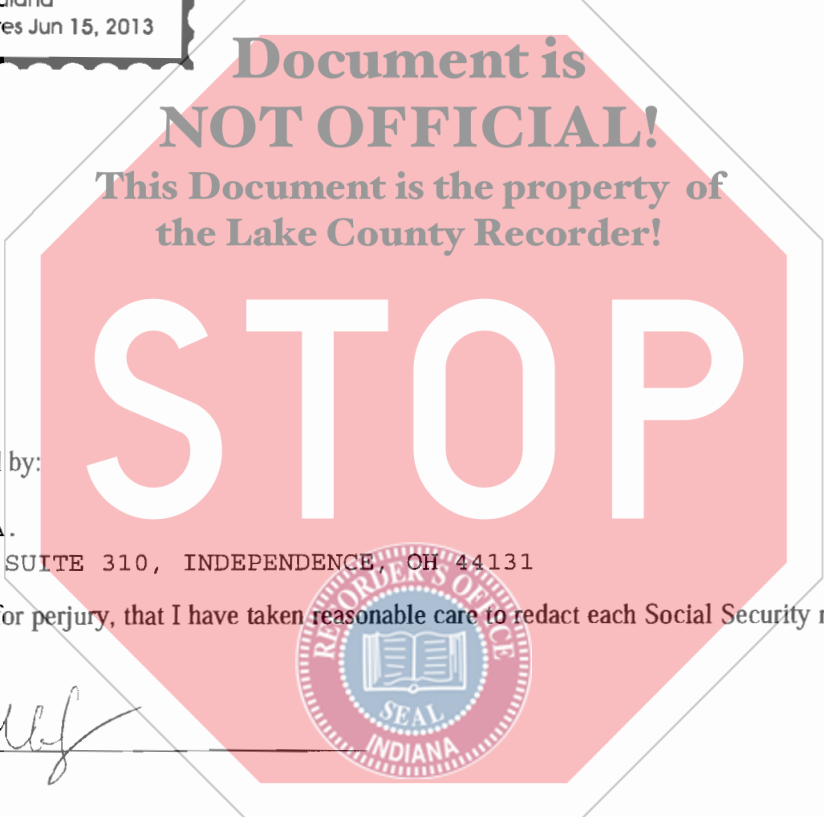 es Jun 15, 2013
Document is
NOT OFFICIAL!
This Document is the property of
the Lake County Recorder!
STOP
by:
A.
SUITE 310, INDEPENDENCE, OH 44131
for perjury, that I have taken reasonable care to redact each Social Security
RECORDER'S OFFICE
SEAL
INDIANA